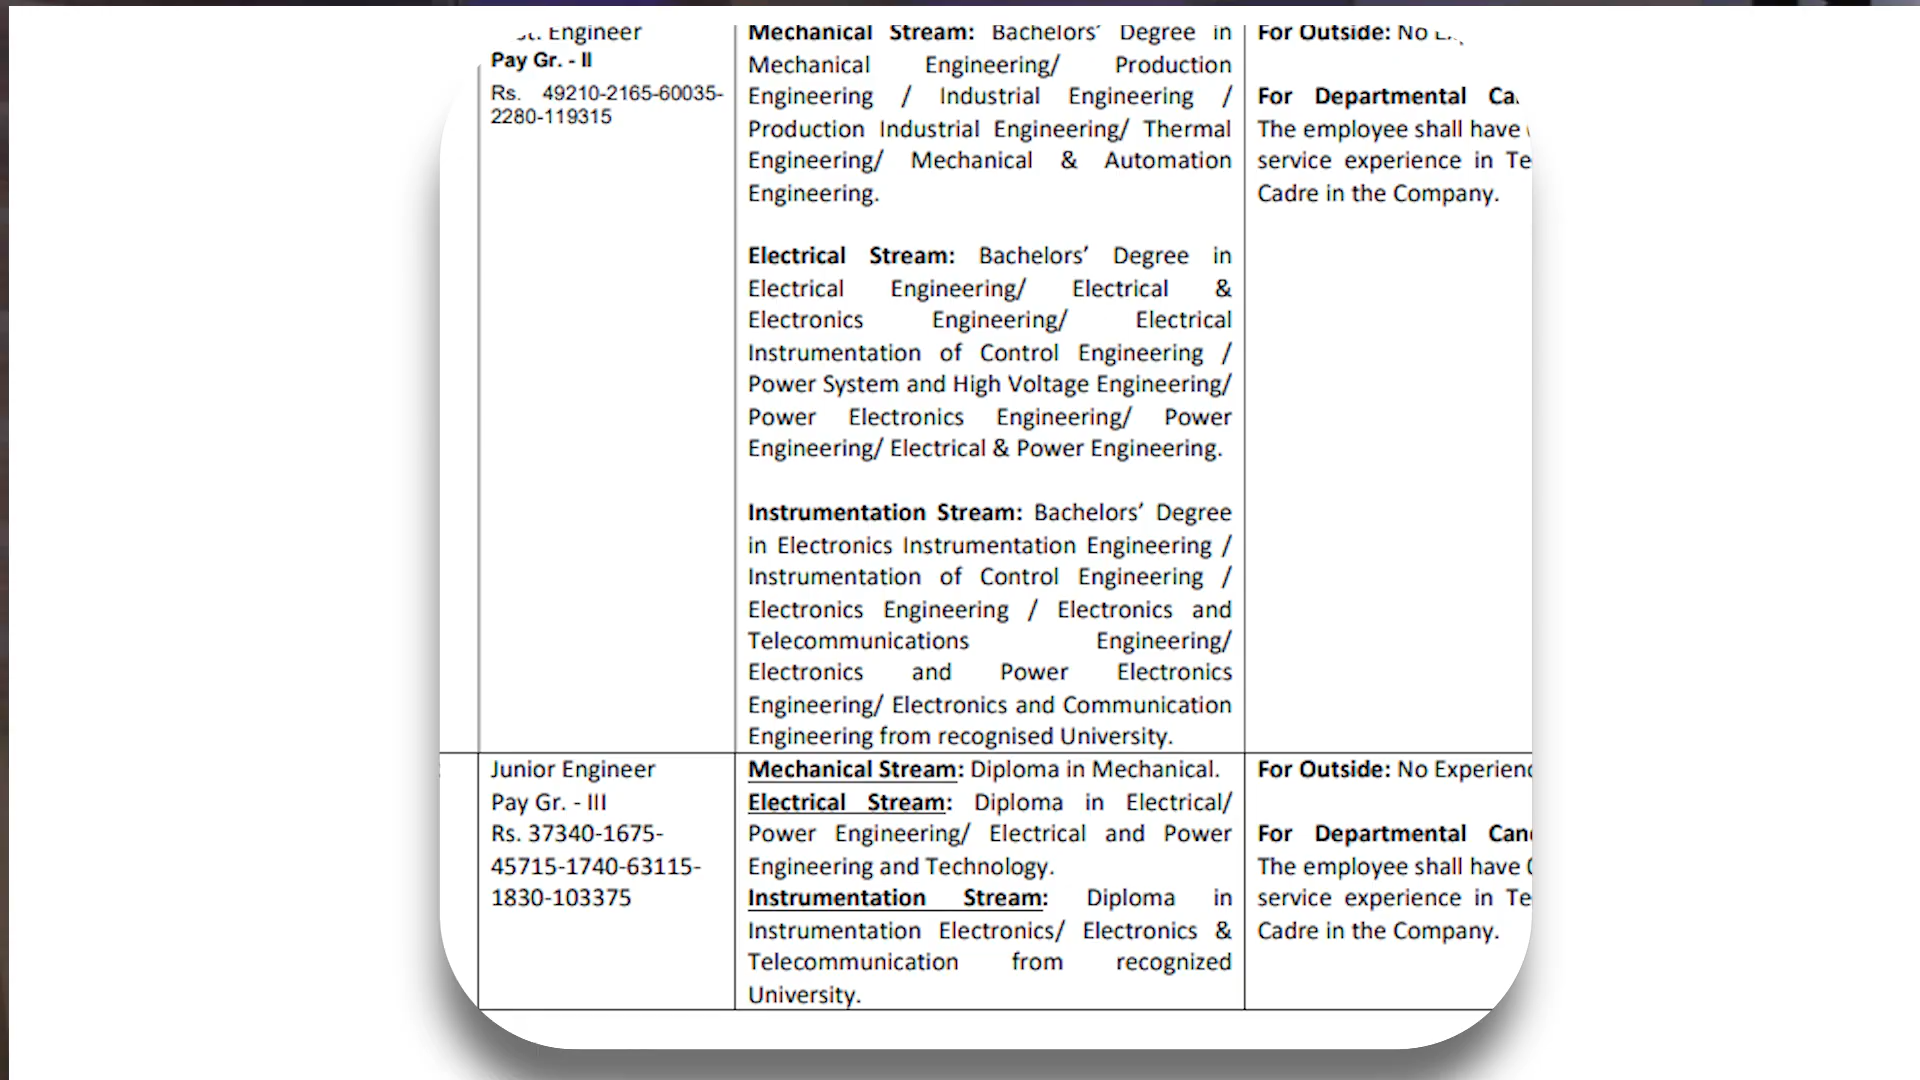 Engineer
Pay Gr. - II
Rs. 49210-2165-60035-
2280-119315
Mechanical Stream: Bachelors' Degree in
Mechanical Engineering/ Production
Engineering / Industrial Engineering /
Production Industrial Engineering/ Thermal
Engineering/ Mechanical & Automation
Engineering.
Electrical Stream: Bachelors' Degree in
Electrical Engineering/ Electrical &
Electronics Engineering/ Electrical
Instrumentation of Control Engineering /
Power System and High Voltage Engineering/
Power Electronics Engineering/ Power
Engineering/ Electrical & Power Engineering.
Instrumentation Stream: Bachelors' Degree
in Electronics Instrumentation Engineering /
Instrumentation of Control Engineering /
Electronics Engineering / Electronics and
Telecommunications Engineering/
Electronics and Power Electronics
Engineering/ Electronics and Communication
Engineering from recognised University.
For Outside: No
For Departmental
The employee shall have
service experience in
Cadre in the Company.
Junior Engineer
Pay Gr. - III
Rs. 37340-1675-
45715-1740-63115-
1830-103375
Mechanical Stream: Diploma in Mechanical.
Electrical Stream: Diploma in Electrical/
Power Engineering/ Electrical and Power
Engineering and Technology.
Instrumentation Stream: Diploma in
Instrumentation Electronics/ Electronics &
Telecommunication from recognized
University.
For Outside: No
For Departmental
The employee shall have
service experience in
Cadre in the Company.